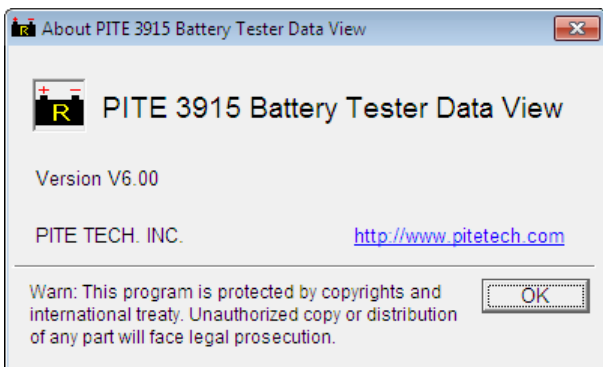 About PITE 3915 Battery Tester Data View
+ -
R
PITE 3915 Battery Tester Data View
Version V6.00
PITE TECH. INC.
http://www.pitetech.com
Warn: This program is protected by copyrights and
international treaty. Unauthorized copy or distribution
of any part will face legal prosecution.
OK